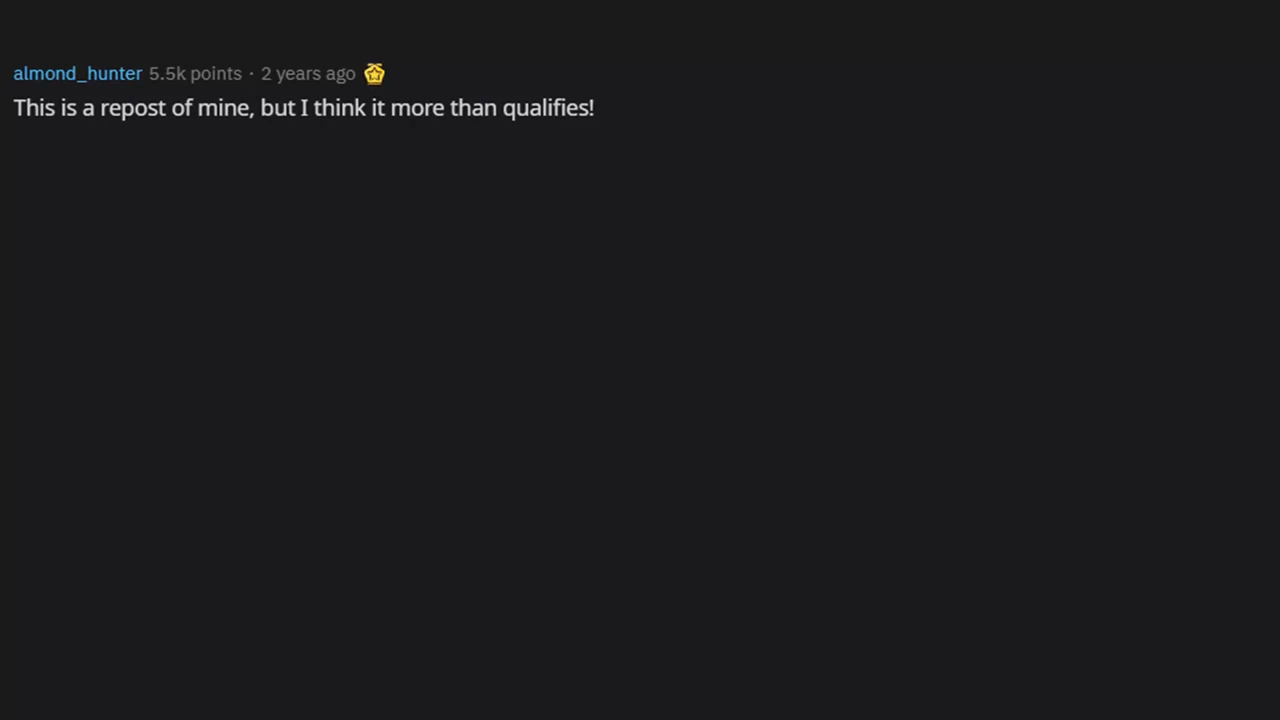 almond_hunter 5.5k points · 2 years ago
This is a repost of mine, but I think it more than qualifies!